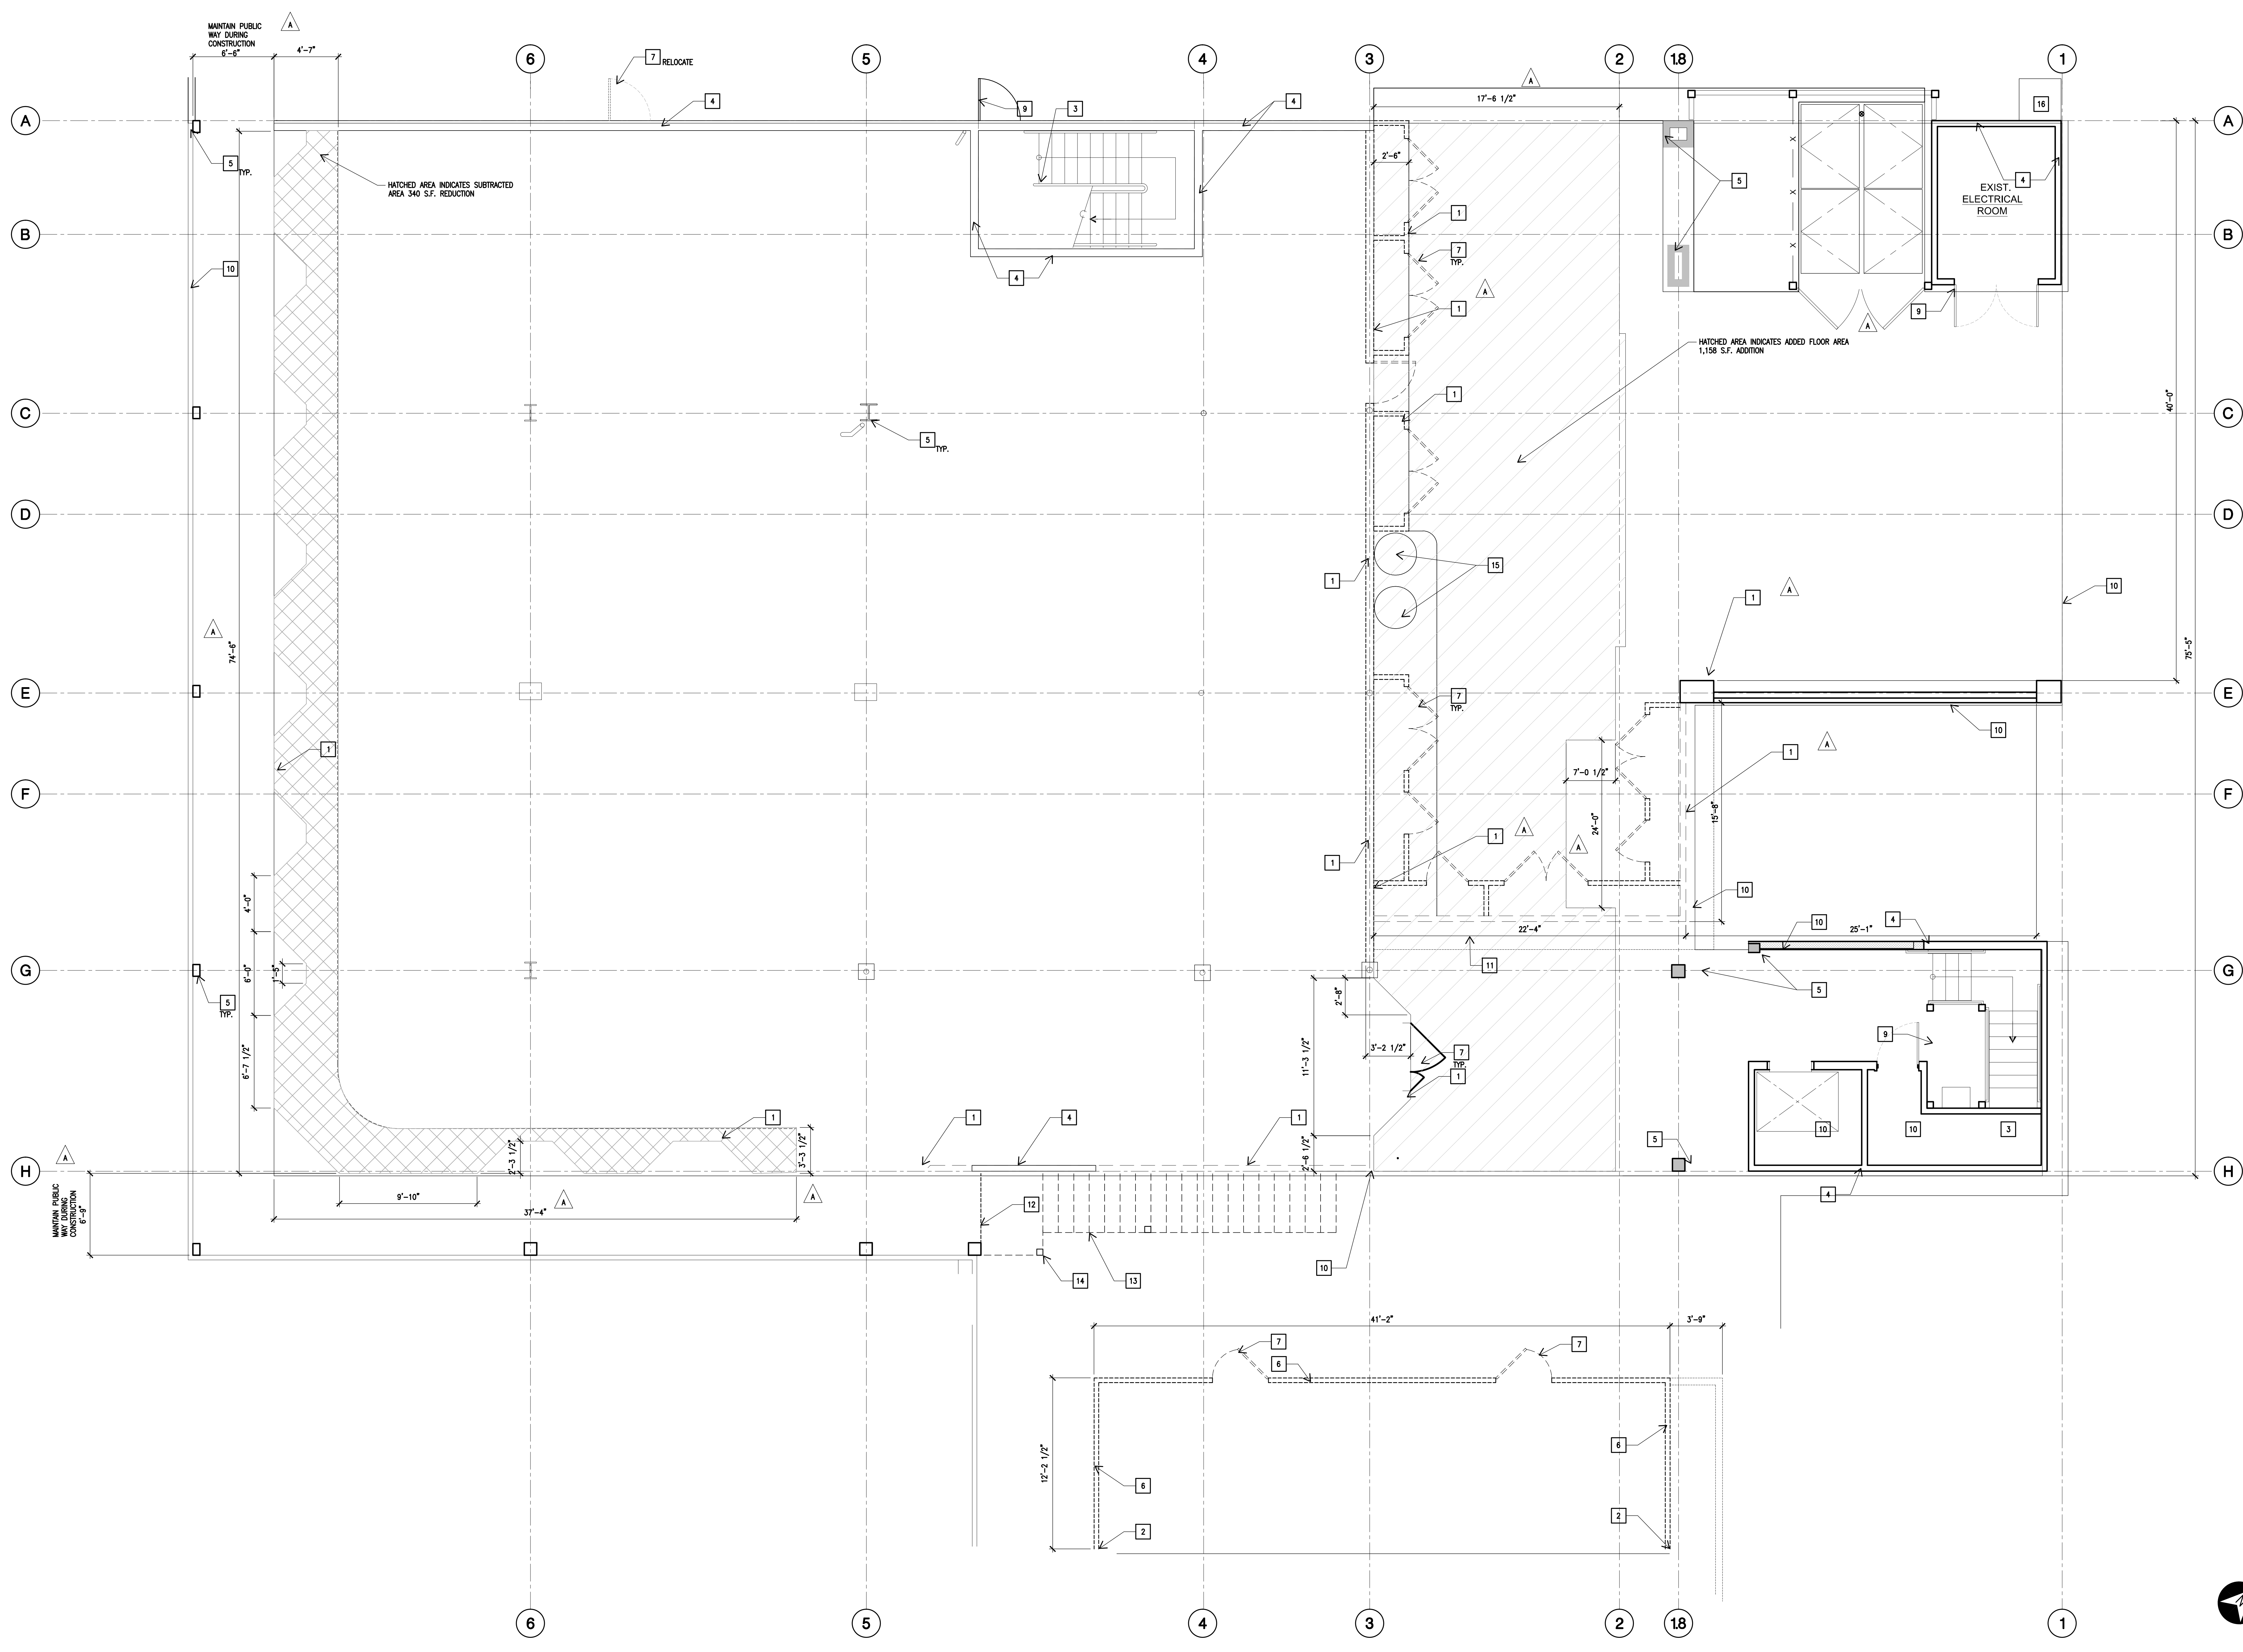 MAINTAIN PUBLIC
WAY DURING
CONSTRUCTION
6'-6"
A
4'-7"
6
7
RELOCATE
5
4
3
2
1.8
1
A
17'-6 1/2"
16
A
A
4
9
3
4
5
TYP.
2'-6"
5
4
EXIST.
ELECTRICAL
ROOM
HATCHED AREA INDICATES SUBTRACTED
AREA 340 S.F. REDUCTION
1
B
B
7
TYP.
10
4
A
1
9
A
HATCHED AREA INDICATES ADDED FLOOR AREA
1,158 S.F. ADDITION
1
40'-0"
C
C
5
TYP.
D
D
15
1
A
1
10
A
74'-6"
75'-5"
E
E
7
TYP.
10
1
1
A
7'-0 1/2"
F
F
15'-8"
24'-0"
A
1
A
1
10
4'-0"
10
4
22'-4"
25'-1"
11
G
G
6'-0"
1'-5"
5
TYP.
2'-8"
5
9
11'-3 1/2"
3'-2 1/2"
7
TYP.
1
6'-7 1/2"
1
1
4
1
10
10
3
2'-3 1/2"
3'-3 1/2"
2'-6 1/2"
5
A
H
H
MAINTAIN PUBLIC
WAY DURING
CONSTRUCTION
6'-9"
9'-10"
A
A
37'-4"
12
4
10
14
13
41'-2"
3'-9"
7
7
6
12'-2 1/2"
6
6
2
2
6
5
4
3
2
1.8
1